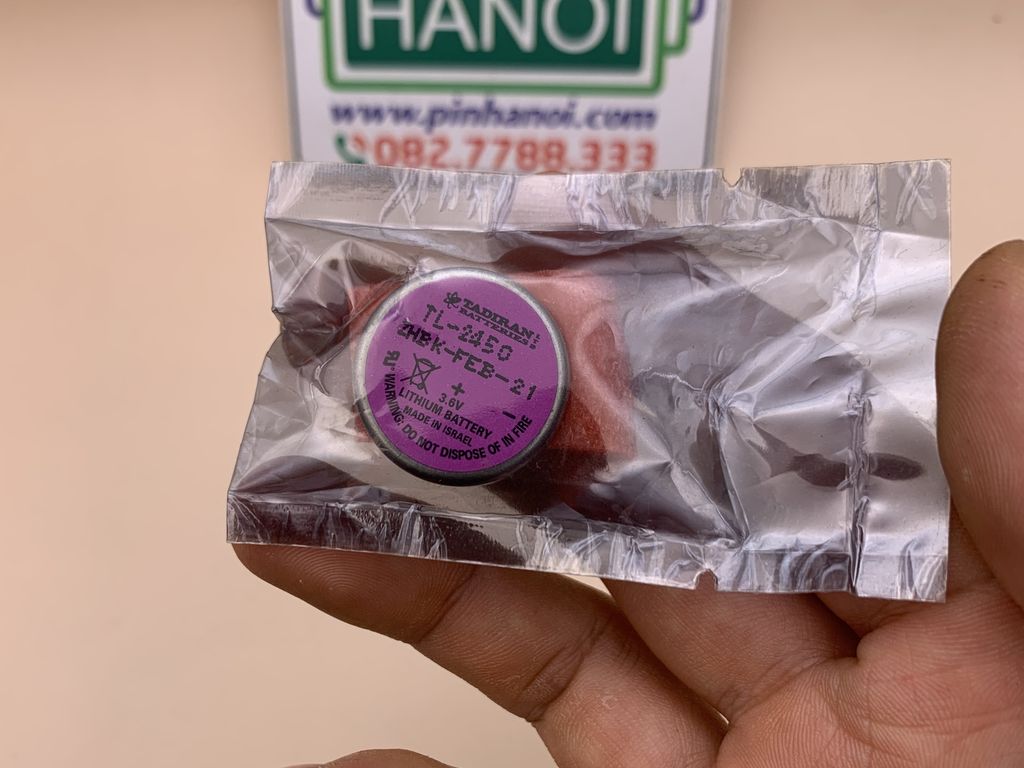 HANOI
www.pinhanoi.com
082.7788.333
TADIRAN
BATTERIES
TL-2450
ZHBK-FEB-21
+
3.6V
-
LITHIUM BATTERY
MADE IN ISRAEL
WARNING: DO NOT DISPOSE OF IN FIRE